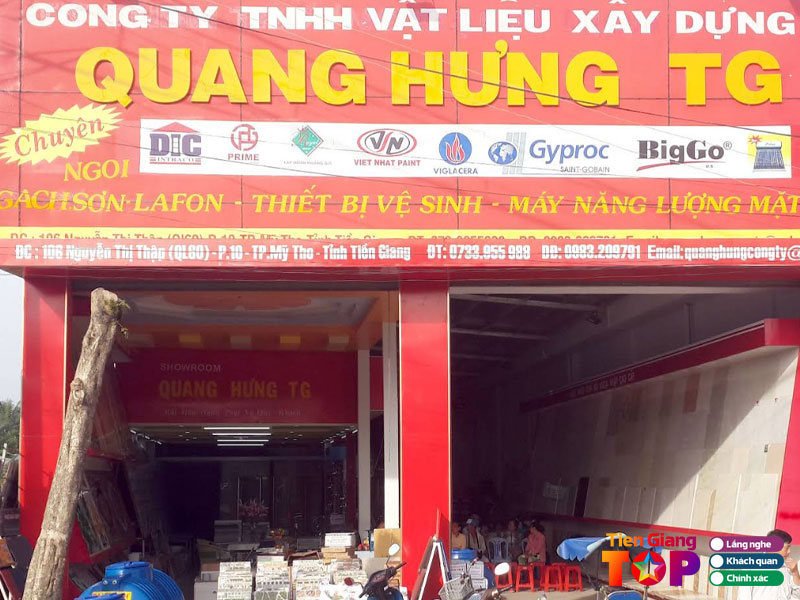 CÔNG TY TNHH VẬT LIỆU XÂY DỰNG
QUANG HƯNG TG
Chuyên
DIC
INTRACO
PRIME
VIET NHAT PAINT
VIGLACERA
Gyproc
SAINT-GOBAIN
BigGo
NGOI
GẠCH.SƠN-LAFON - THIẾT BỊ VỆ SINH - MÁY NĂNG LƯỢNG MẶT
ĐC : 106 Nguyễn Thị Thập (QL60) - P.10 - TP.Mỹ Tho - Tỉnh Tiền Giang ĐT: 0733.955 989 DĐ: 0983.209791 Email:quanghungcongty@
SHOWROOM
QUANG HƯNG TG
Tiền Giang
TOP
Lắng nghe
Khách quan
Chính xác